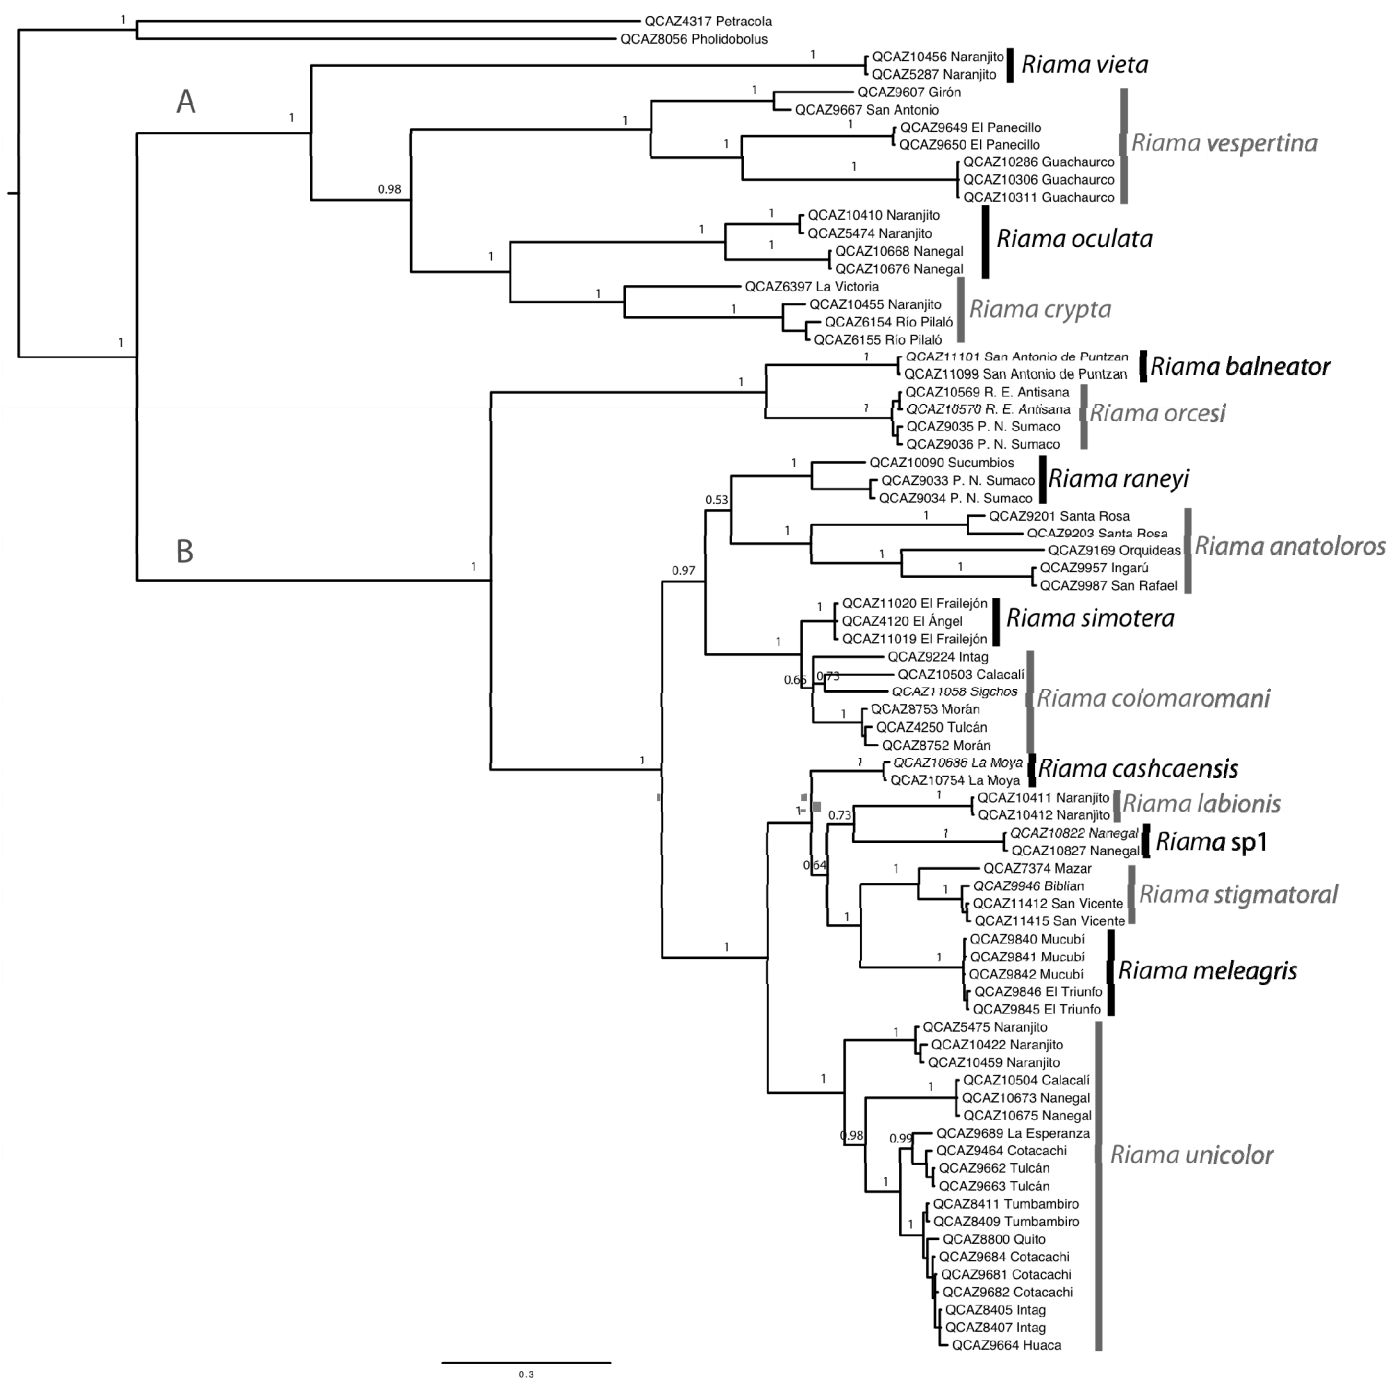 1
QCAZ4317 Petracola
QCAZ8056 Pholidobolus
A
1
1
QCAZ10456 Naranjito
QCAZ5287 Naranjito
Riama vieta
1
QCAZ9607 Girón
QCAZ9667 San Antonio
1
1
QCAZ9649 El Panecillo
QCAZ9650 El Panecillo
1
1
QCAZ10286 Guachaurco
QCAZ10306 Guachaurco
QCAZ10311 Guachaurco
Riama vespertina
0.98
1
QCAZ10410 Naranjito
QCAZ5474 Naranjito
1
1
QCAZ10668 Nanegal
QCAZ10676 Nanegal
Riama oculata
1
1
QCAZ6397 La Victoria
1
QCAZ10455 Naranjito
QCAZ6154 Río Pilaló
QCAZ6155 Río Pilaló
Riama crypta
1
1
QCAZ11101 San Antonio de Puntzan
QCAZ11099 San Antonio de Puntzan
Riama balneator
1
1
QCAZ10569 R. E. Antisana
QCAZ10570 R. E. Antisana
QCAZ9035 P. N. Sumaco
QCAZ9036 P. N. Sumaco
Riama orcesi
B
1
1
QCAZ10090 Sucumbios
QCAZ9033 P. N. Sumaco
QCAZ9034 P. N. Sumaco
Riama raneyi
0.53
1
1
QCAZ9201 Santa Rosa
QCAZ9203 Santa Rosa
1
QCAZ9169 Orquideas
1
QCAZ9957 Ingarú
QCAZ9987 San Rafael
Riama anatoloros
0.97
1
QCAZ11020 El Frailejón
QCAZ4120 El Ángel
QCAZ11019 El Frailejón
Riama simotera
1
0.65
0.73
QCAZ9224 Intag
QCAZ10503 Calacalí
QCAZ11058 Sigchos
1
QCAZ8753 Morán
QCAZ4250 Tulcán
QCAZ8752 Morán
Riama colomaromani
1
1
QCAZ10686 La Moya
QCAZ10754 La Moya
Riama cashcaensis
1
0.73
1
QCAZ10411 Naranjito
QCAZ10412 Naranjito
Riama labionis
1
QCAZ10822 Nanegal
QCAZ10827 Nanegal
Riama sp1
0.64
1
QCAZ7374 Mazar
1
QCAZ9946 Biblian
QCAZ11412 San Vicente
QCAZ11415 San Vicente
Riama stigmatoral
1
1
QCAZ9840 Mucubí
QCAZ9841 Mucubí
QCAZ9842 Mucubí
QCAZ9846 El Triunfo
QCAZ9845 El Triunfo
Riama meleagris
1
1
1
QCAZ5475 Naranjito
QCAZ10422 Naranjito
QCAZ10459 Naranjito
1
QCAZ10504 Calacalí
QCAZ10673 Nanegal
QCAZ10675 Nanegal
0.98
0.99
QCAZ9689 La Esperanza
QCAZ9464 Cotacachi
QCAZ9662 Tulcán
QCAZ9663 Tulcán
1
1
QCAZ8411 Tumbambiro
QCAZ8409 Tumbambiro
QCAZ8800 Quito
QCAZ9684 Cotacachi
QCAZ9681 Cotacachi
QCAZ9682 Cotacachi
QCAZ8405 Intag
QCAZ8407 Intag
QCAZ9664 Huaca
Riama unicolor
0.3